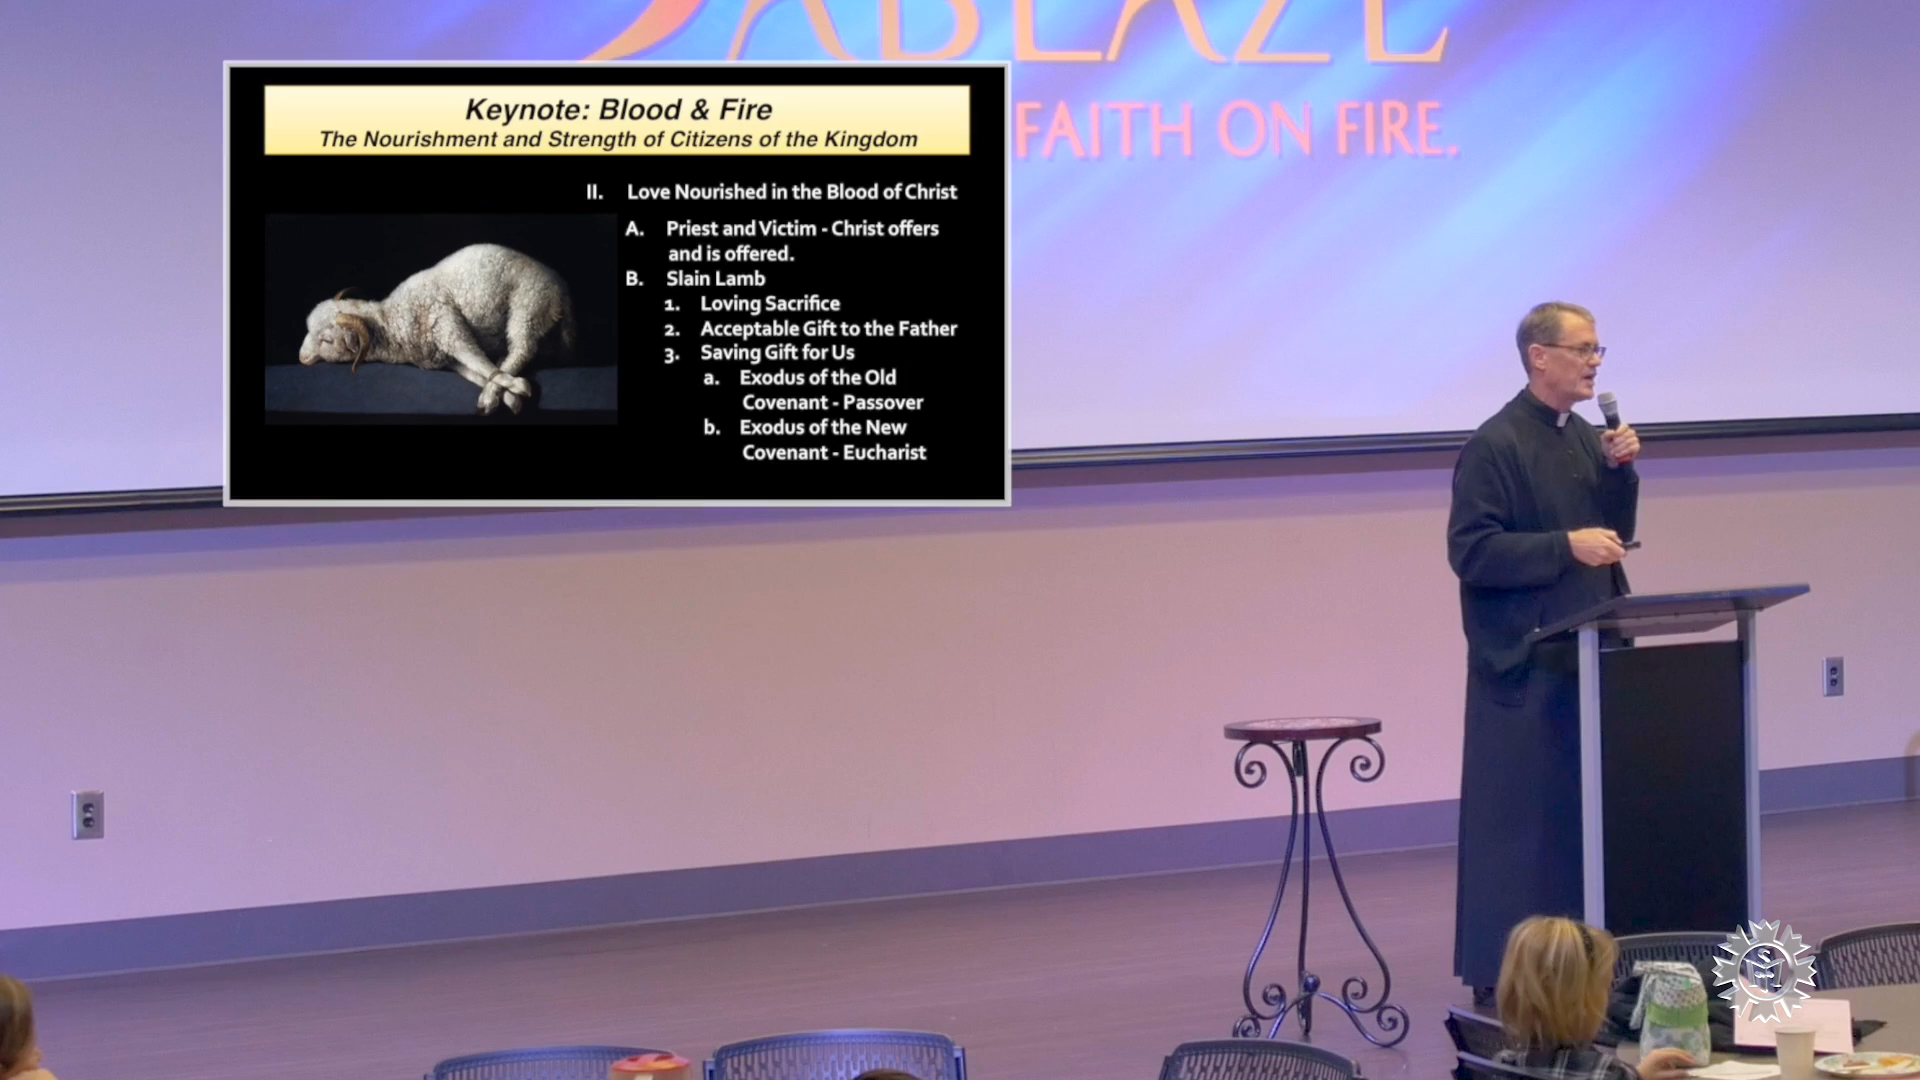 ABLAZE
FAITH ON FIRE.
Keynote: Blood & Fire
The Nourishment and Strength of Citizens of the Kingdom
II. Love Nourished in the Blood of Christ
A. Priest and Victim - Christ offers
and is offered.
B. Slain Lamb
1. Loving Sacrifice
2. Acceptable Gift to the Father
3. Saving Gift for Us
a. Exodus of the Old
Covenant - Passover
b. Exodus of the New
Covenant - Eucharist